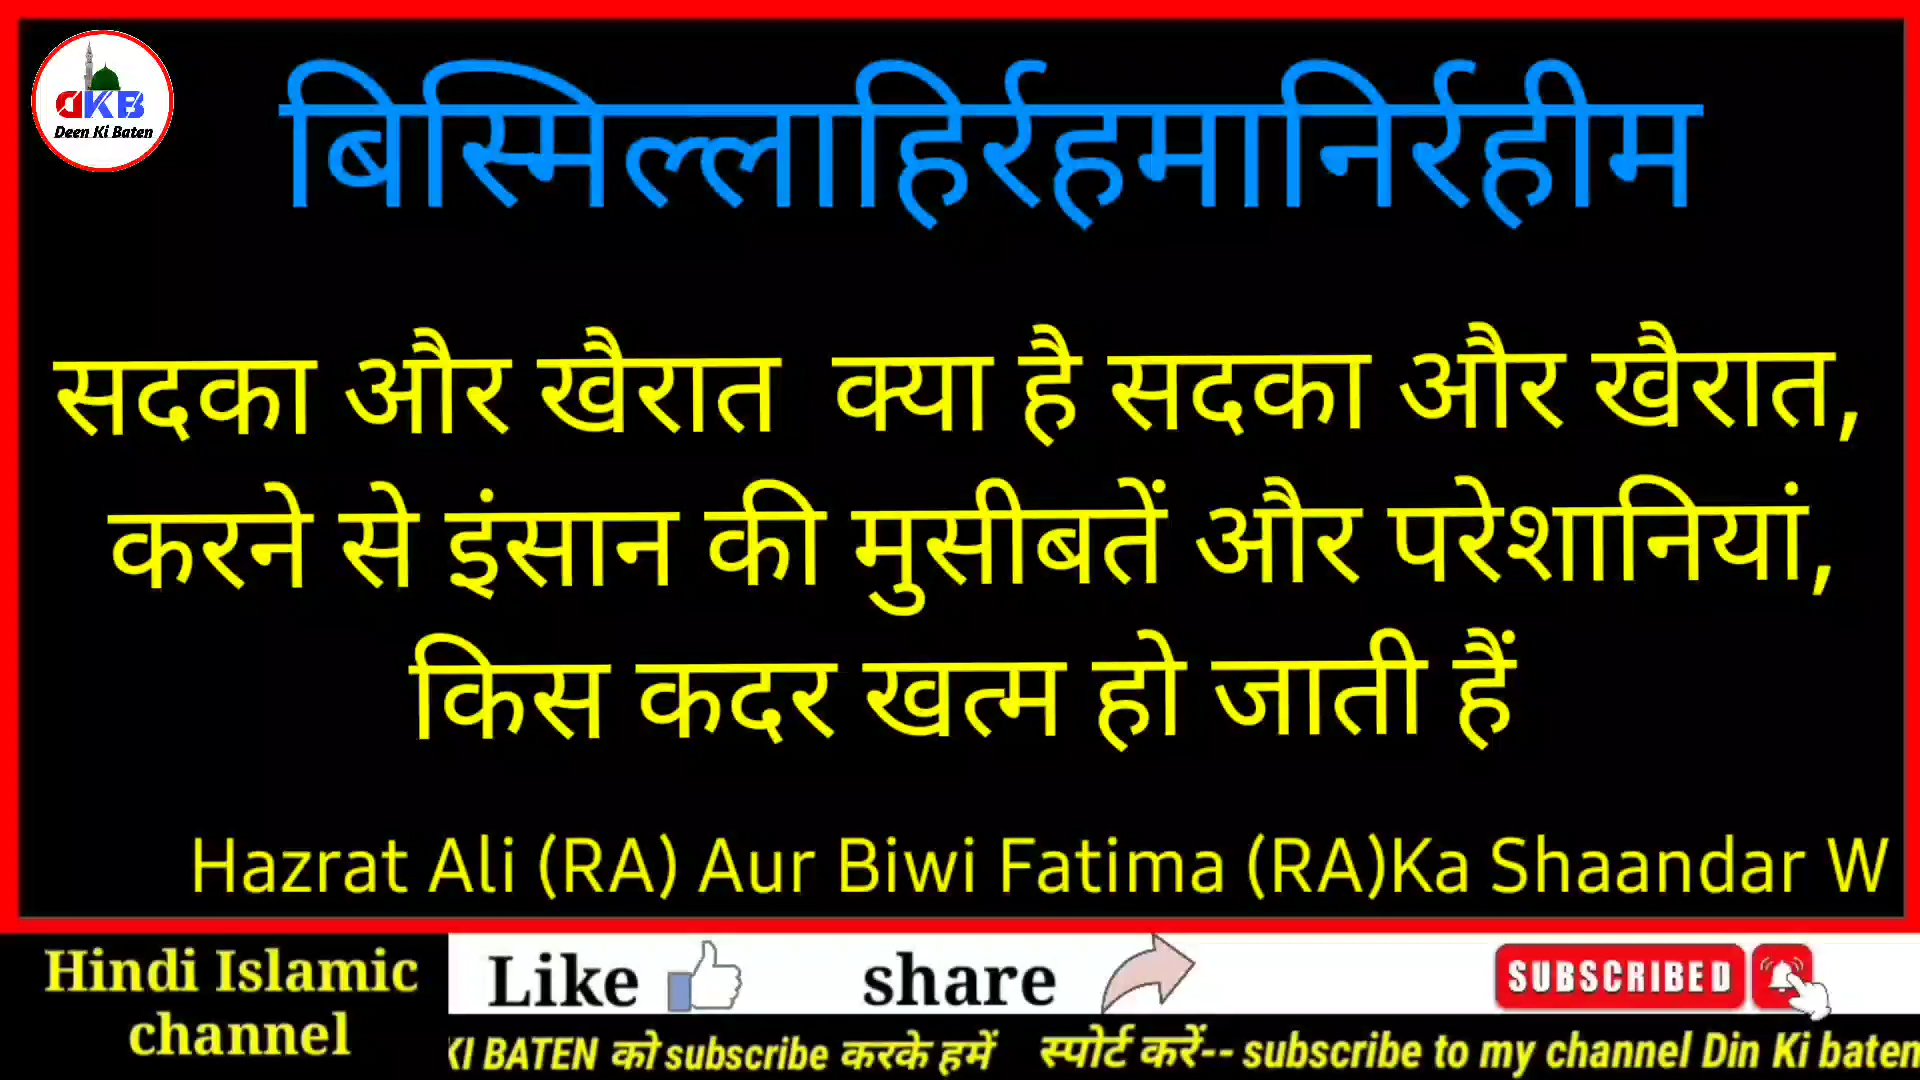 DKB
Deen Ki Baten
बिस्मिल्लाहिर्रहमानिर्रहीम
सदका और खैरात क्या है सदका और खैरात,
करने से इंसान की मुसीबतें और परेशानियां,
किस कदर खत्म हो जाती हैं
Hazrat Ali (RA) Aur Biwi Fatima (RA)Ka Shaandar W
Hindi Islamic
channel
Like share SUBSCRIBED
KI BATEN को subscribe करके हमें स्पोर्ट करें-- subscribe to my channel Din Ki baten